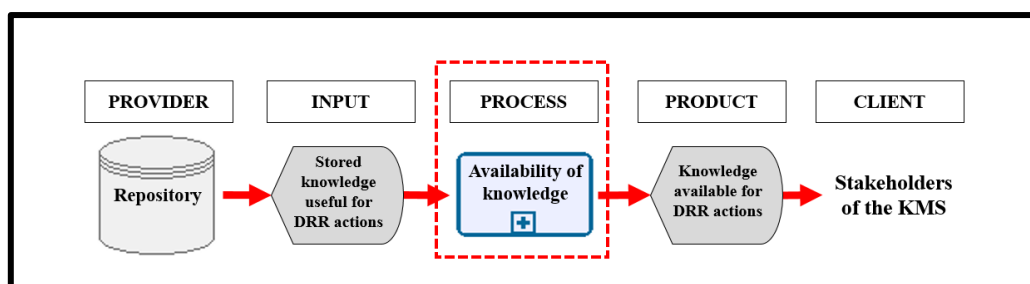 PROVIDER
INPUT
PROCESS
PRODUCT
CLIENT
Repository
Stored
knowledge
useful for
DRR actions
Availability of
knowledge
Knowledge
available for
DRR actions
Stakeholders
of the KMS